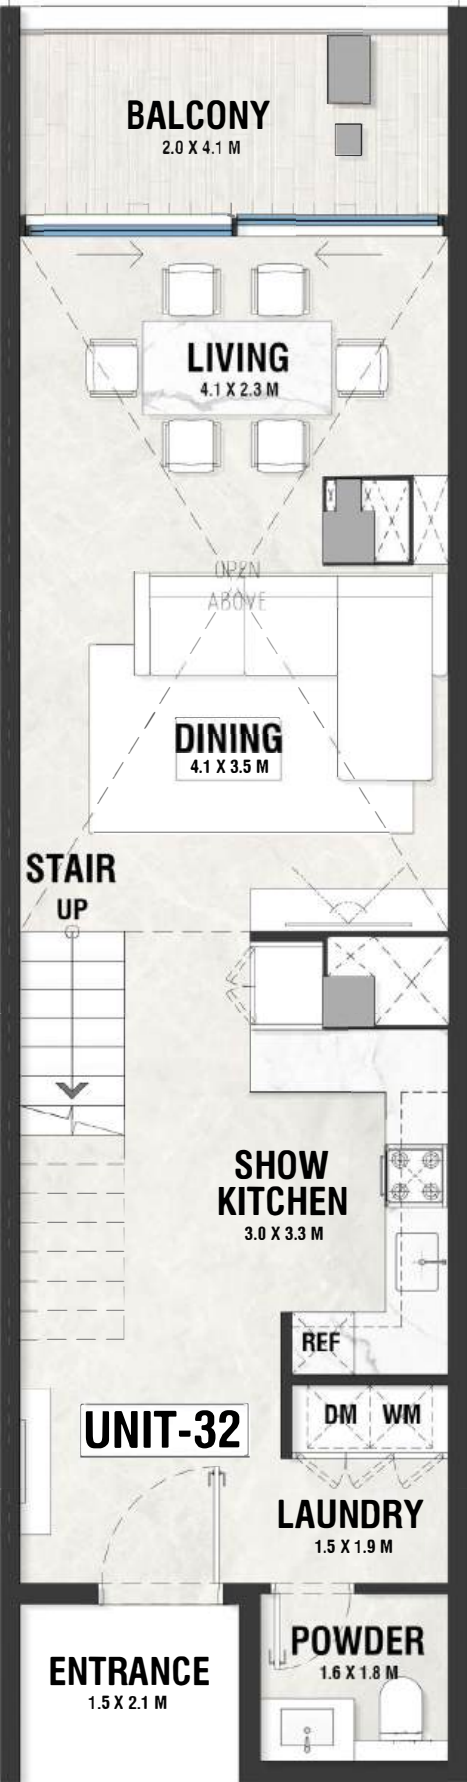 BALCONY
2.0 X 4.1 M
LIVING
4.1 X 2.3 M
OPEN
ABOVE
DINING
4.1 X 3.5 M
STAIR
UP
SHOW
KITCHEN
3.0 X 3.3 M
REF
DM WM
UNIT-32
LAUNDRY
1.5 X 1.9 M
POWDER
1.6 X 1.8 M
ENTRANCE
1.5 X 2.1 M